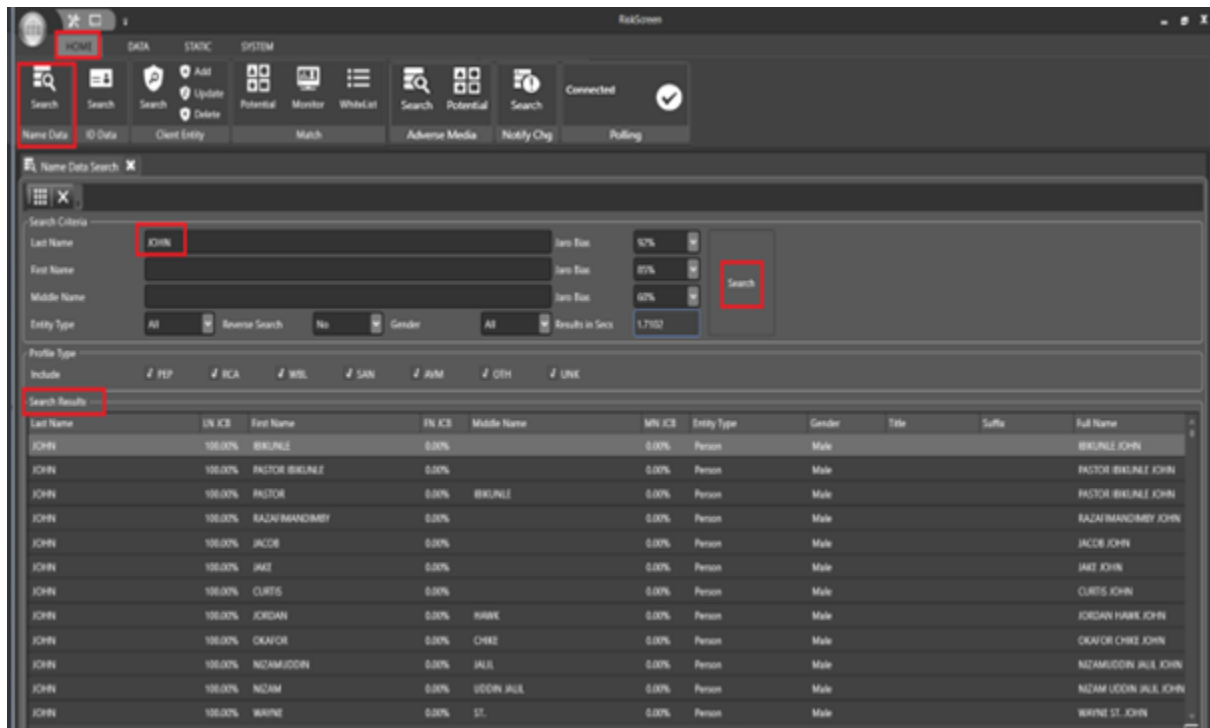 RiskScreen
HOME DATA STATIC SYSTEM
Search Search Search Add Update Delete Potential Monitor WhiteList Search Potential Search Connected
Name Data ID Data Client Entity Match Adverse Media Notify Chg Polling
Name Data Search
Search Criteria
Last Name JOHN Jaro Bias 92%
First Name Jaro Bias 85% Search
Middle Name Jaro Bias 60%
Entity Type All Reverse Search No Gender All Results in Secs 1.7102
Profile Type
Include PEP RCA WBL SAN AVM OTH UNK
Search Results
Last Name LN JCB First Name FN JCB Middle Name MN JCB Entity Type Gender Title Suffix Full Name
JOHN 100.00% IBIKUNLE 0.00% 0.00% Person Male IBIKUNLE JOHN
JOHN 100.00% PASTOR IBIKUNLE 0.00% 0.00% Person Male PASTOR IBIKUNLE JOHN
JOHN 100.00% PASTOR 0.00% IBIKUNLE 0.00% Person Male PASTOR IBIKUNLE JOHN
JOHN 100.00% RAZAFIMANDIMBY 0.00% 0.00% Person Male RAZAFIMANDIMBY JOHN
JOHN 100.00% JACOB 0.00% 0.00% Person Male JACOB JOHN
JOHN 100.00% JAKE 0.00% 0.00% Person Male JAKE JOHN
JOHN 100.00% CURTIS 0.00% 0.00% Person Male CURTIS JOHN
JOHN 100.00% JORDAN 0.00% HAWK 0.00% Person Male JORDAN HAWK JOHN
JOHN 100.00% OKAFOR 0.00% CHIKE 0.00% Person Male OKAFOR CHIKE JOHN
JOHN 100.00% NIZAMUDDIN 0.00% JALIL 0.00% Person Male NIZAMUDDIN JALIL JOHN
JOHN 100.00% NIZAM 0.00% UDDIN JALIL 0.00% Person Male NIZAM UDDIN JALIL JOHN
JOHN 100.00% WAYNE 0.00% ST. 0.00% Person Male WAYNE ST. JOHN